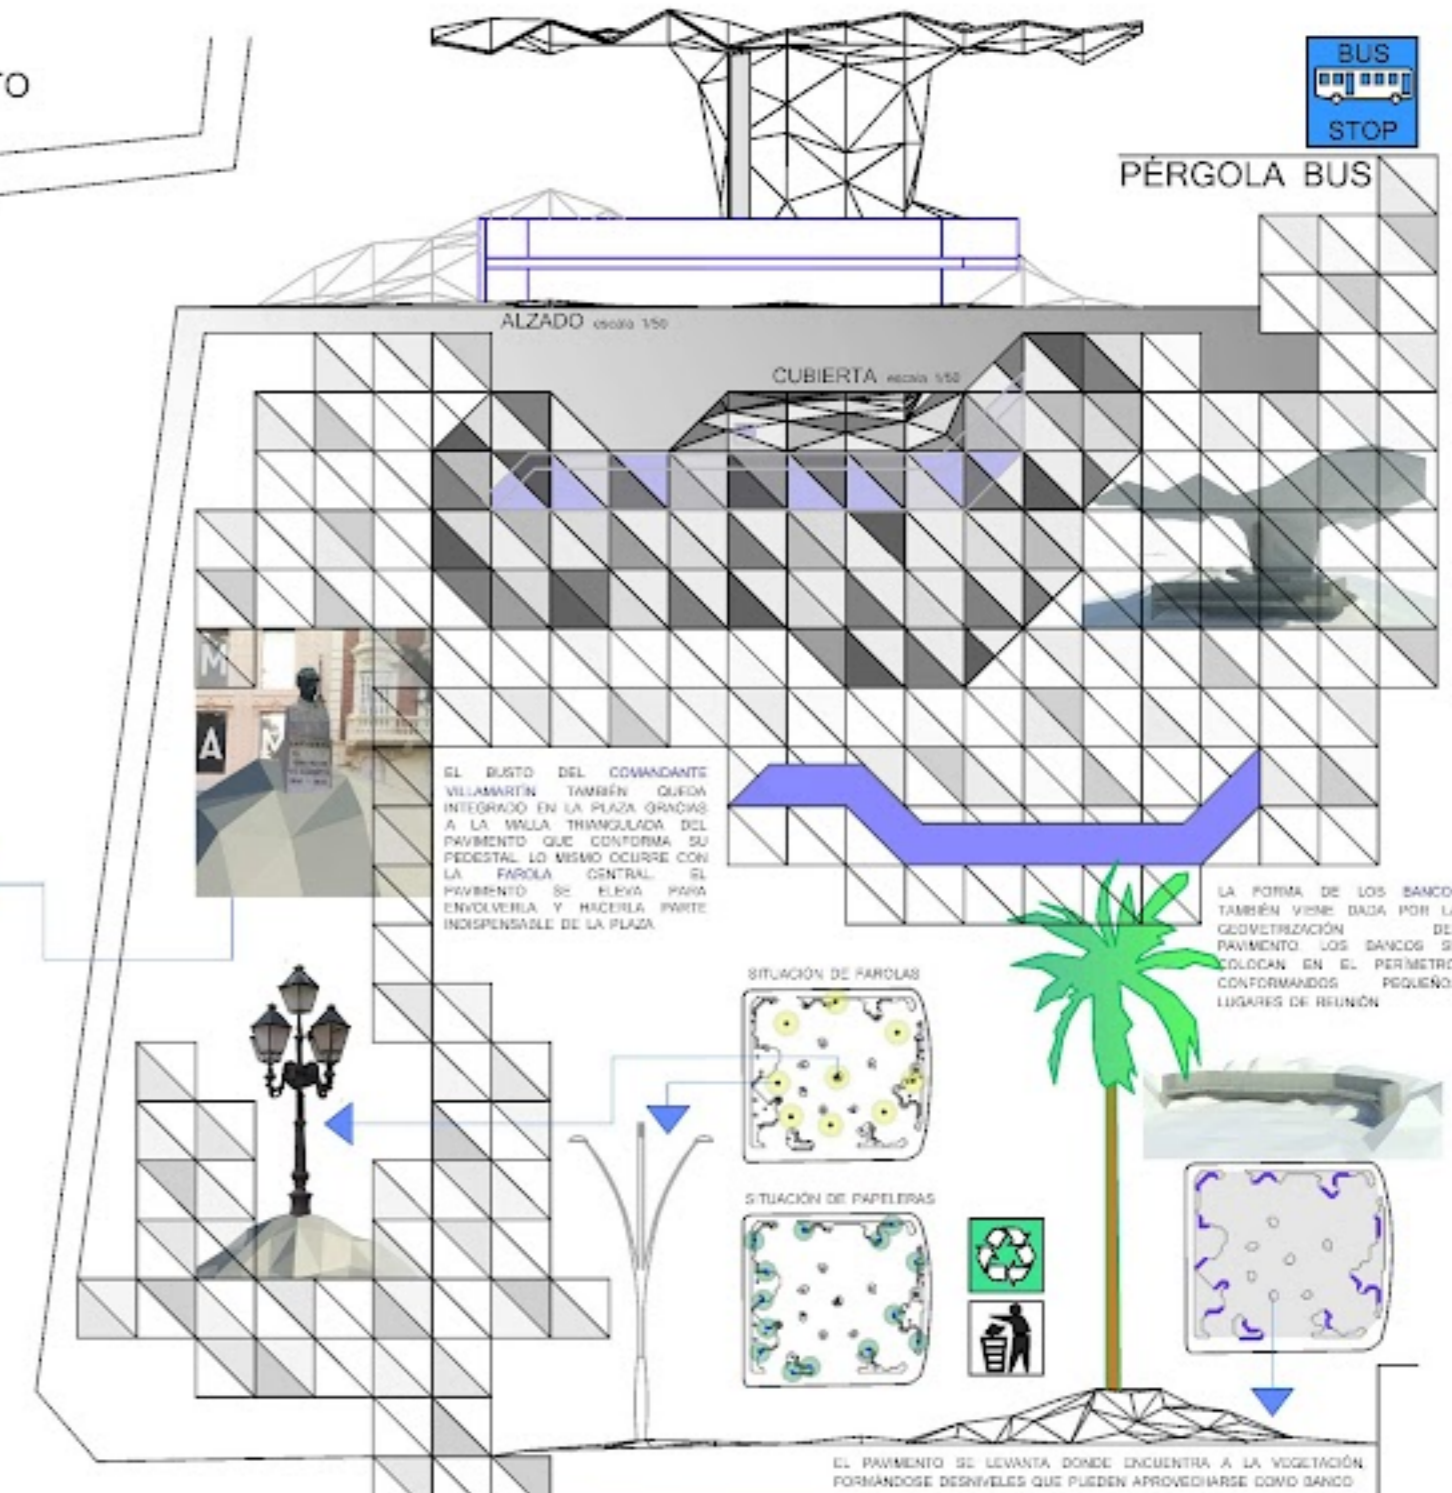 TO
BUS
STOP
PÉRGOLA BUS
ALZADO escala 1/50
CUBIERTA escala 1/50
M
A M
EL BUSTO DEL COMANDANTE
VILLAMARTÍN TAMBIÉN QUEDA
INTEGRADO EN LA PLAZA GRACIAS
A LA MALLA TRIANGULADA DEL
PAVIMENTO QUE CONFORMA SU
PEDESTAL. LO MISMO OCURRE CON
LA FAROLA CENTRAL. EL
PAVIMENTO SE ELEVA PARA
ENVOLVERLA Y HACERLA PARTE
INDISPENSABLE DE LA PLAZA
LA FORMA DE LOS BANCO
TAMBIÉN VIENE DADA POR L
GEOMETRIZACIÓN DE
PAVIMENTO. LOS BANCOS S
COLOCAN EN EL PERÍMETRO
CONFORMANDOS PEQUEÑO
LUGARES DE REUNIÓN
SITUACIÓN DE FAROLAS
SITUACIÓN DE PAPELERAS
EL PAVIMENTO SE LEVANTA DONDE ENCUENTRA A LA VEGETACIÓN,
FORMÁNDOSE DESNIVELES QUE PUEDEN APROVECHARSE COMO BANCO